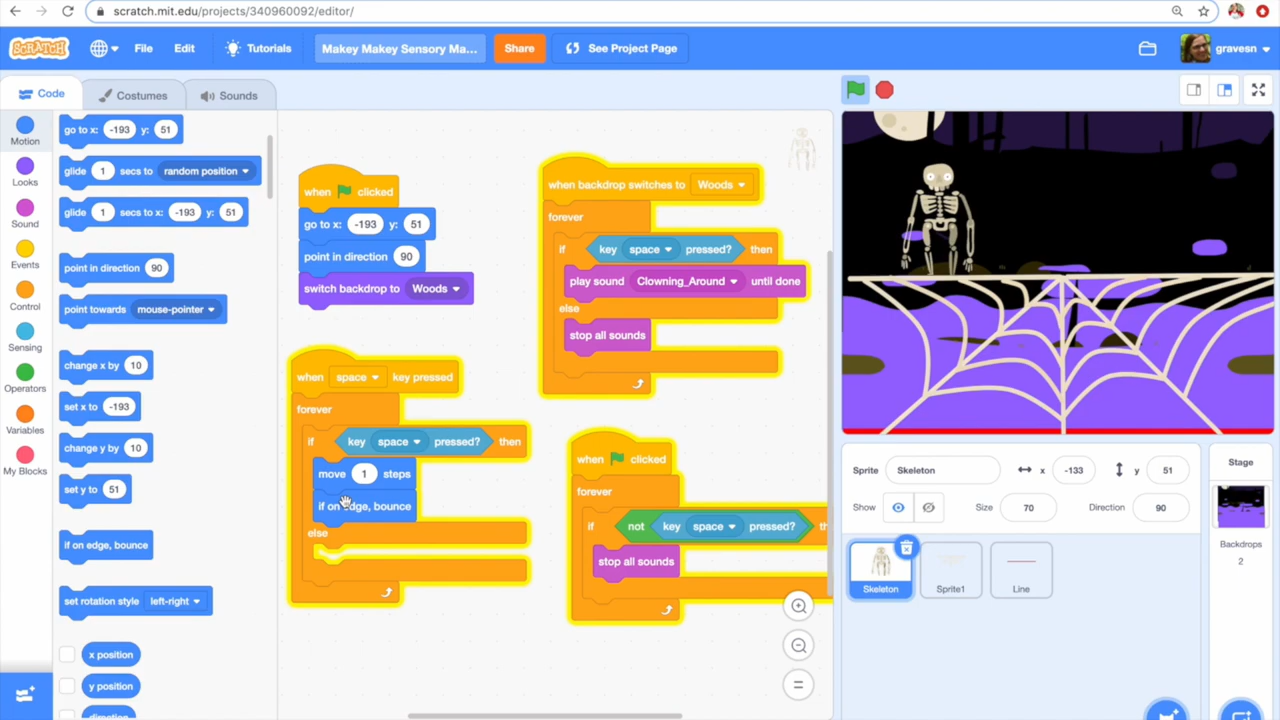 scratch.mit.edu/projects/340960092/editor/
SCRATCH File Edit Tutorials Makey Makey Sensory Ma... Share See Project Page gravesn
Code Costumes Sounds
Motion
Looks
Sound
Events
Control
Sensing
Operators
Variables
My Blocks
go to x: -193 y: 51
glide 1 secs to random position
glide 1 secs to x: -193 y: 51
point in direction 90
point towards mouse-pointer
change x by 10
set x to -193
change y by 10
set y to 51
if on edge, bounce
set rotation style left-right
x position
y position
direction
when clicked
go to x: -193 y: 51
point in direction 90
switch backdrop to Woods
when space key pressed
forever
if key space pressed? then
move 1 steps
if on edge, bounce
else
when backdrop switches to Woods
forever
if key space pressed? then
play sound Clowning_Around until done
else
stop all sounds
when clicked
forever
if not key space pressed?
stop all sounds
Sprite Skeleton x -133 y 51
Show Size 70 Direction 90
Skeleton Sprite1 Line
Stage
Backdrops
2